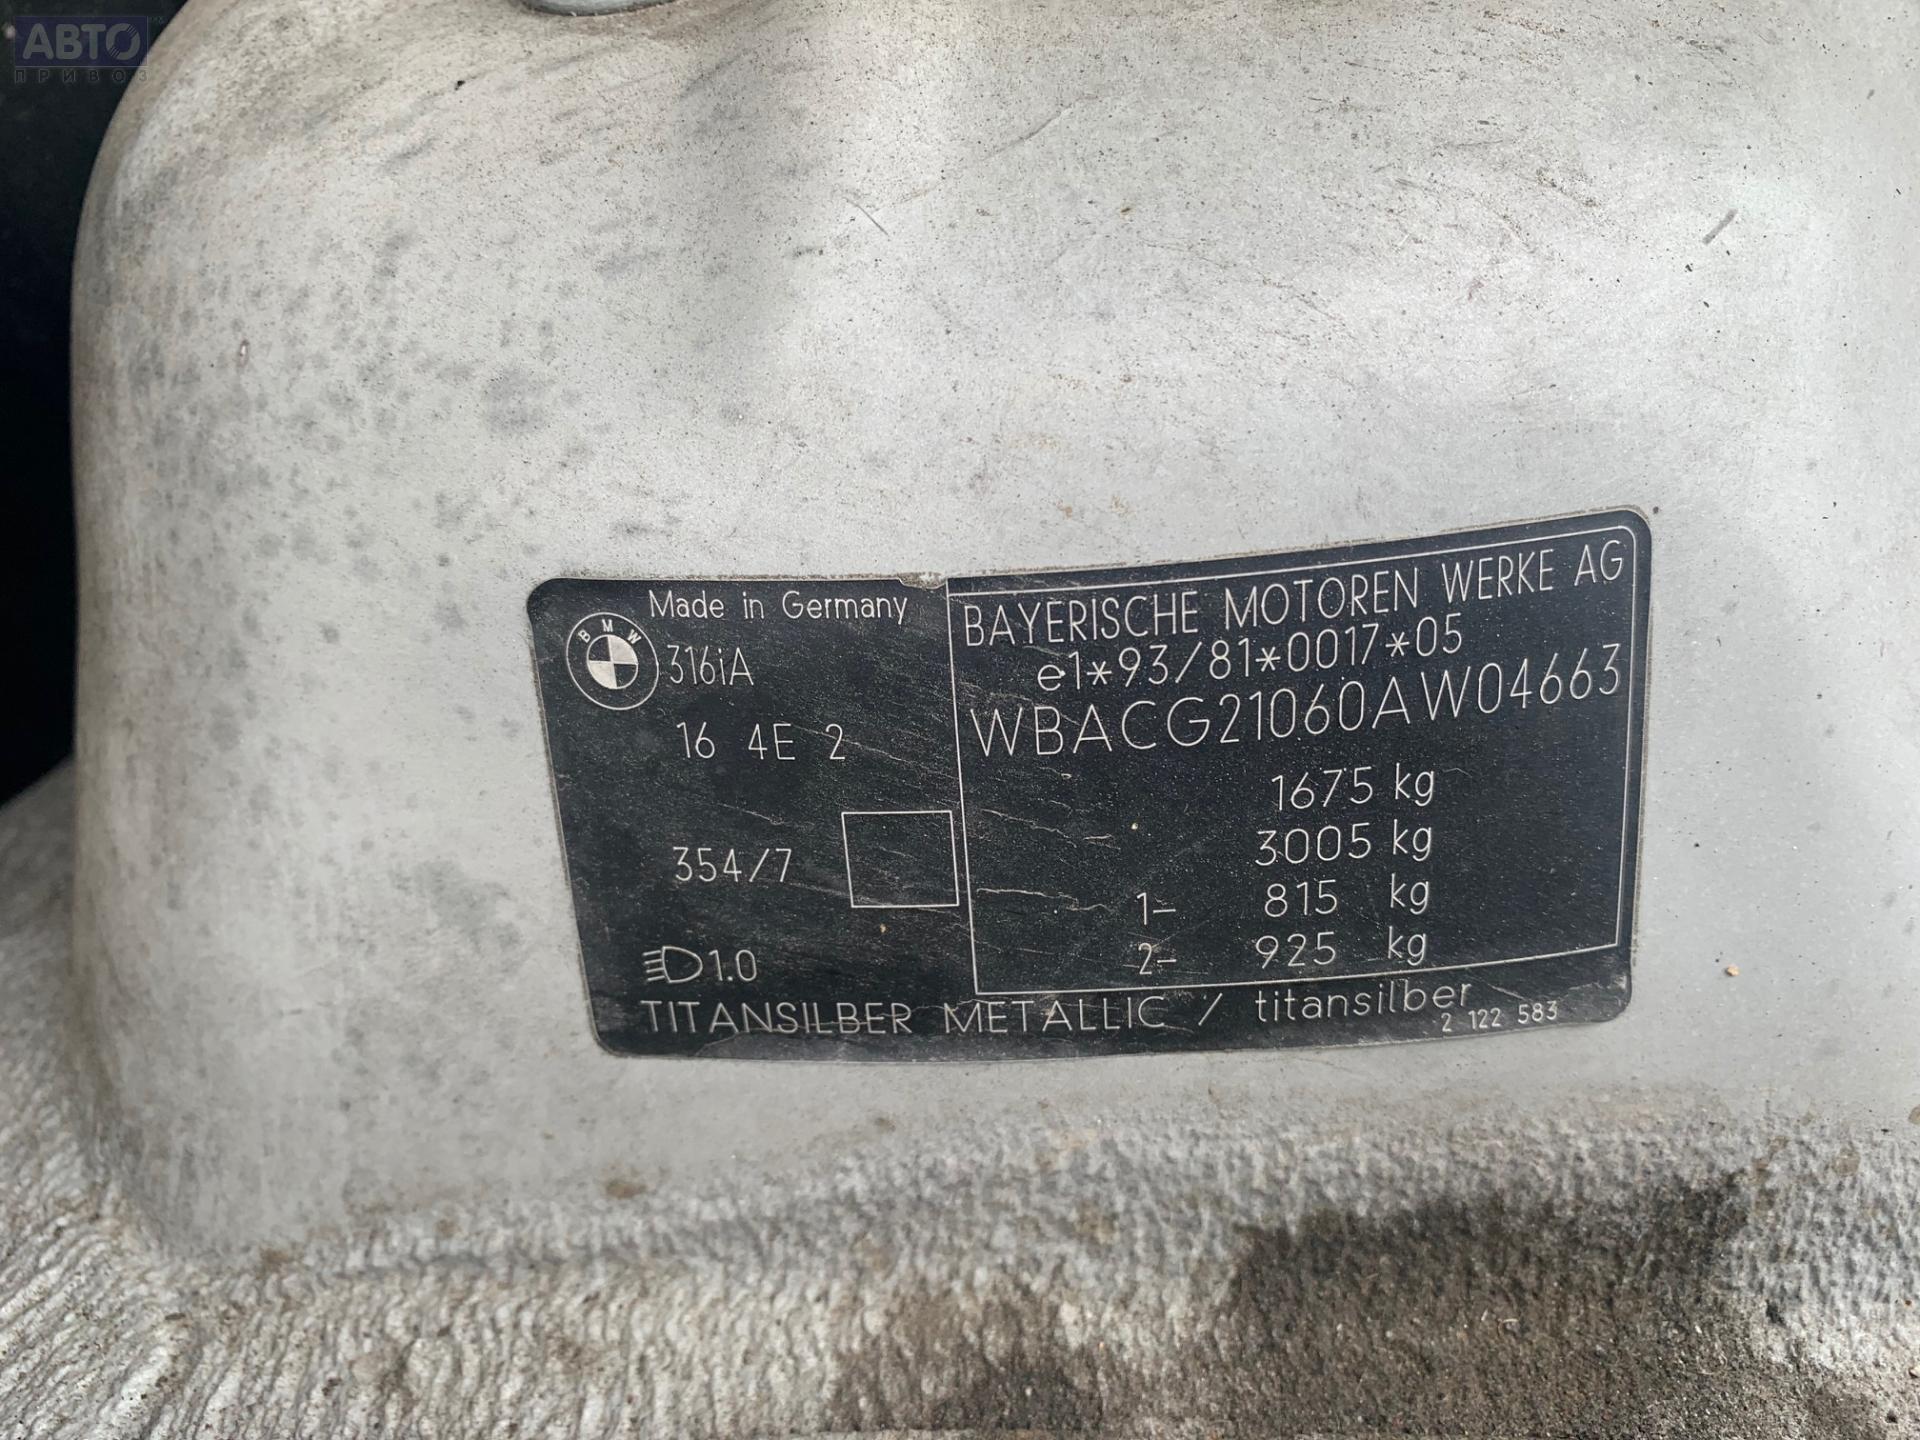 АВТО
ПРИВОЗ
Made in Germany
BMW
316iA
16 4E 2
354/7
1.0
BAYERISCHE MOTOREN WERKE AG
e1*93/81*0017*05
WBACG21060AW04663
1675 kg
3005 kg
1- 815 kg
2- 925 kg
TITANSILBER METALLIC / titansilber
2 122 583